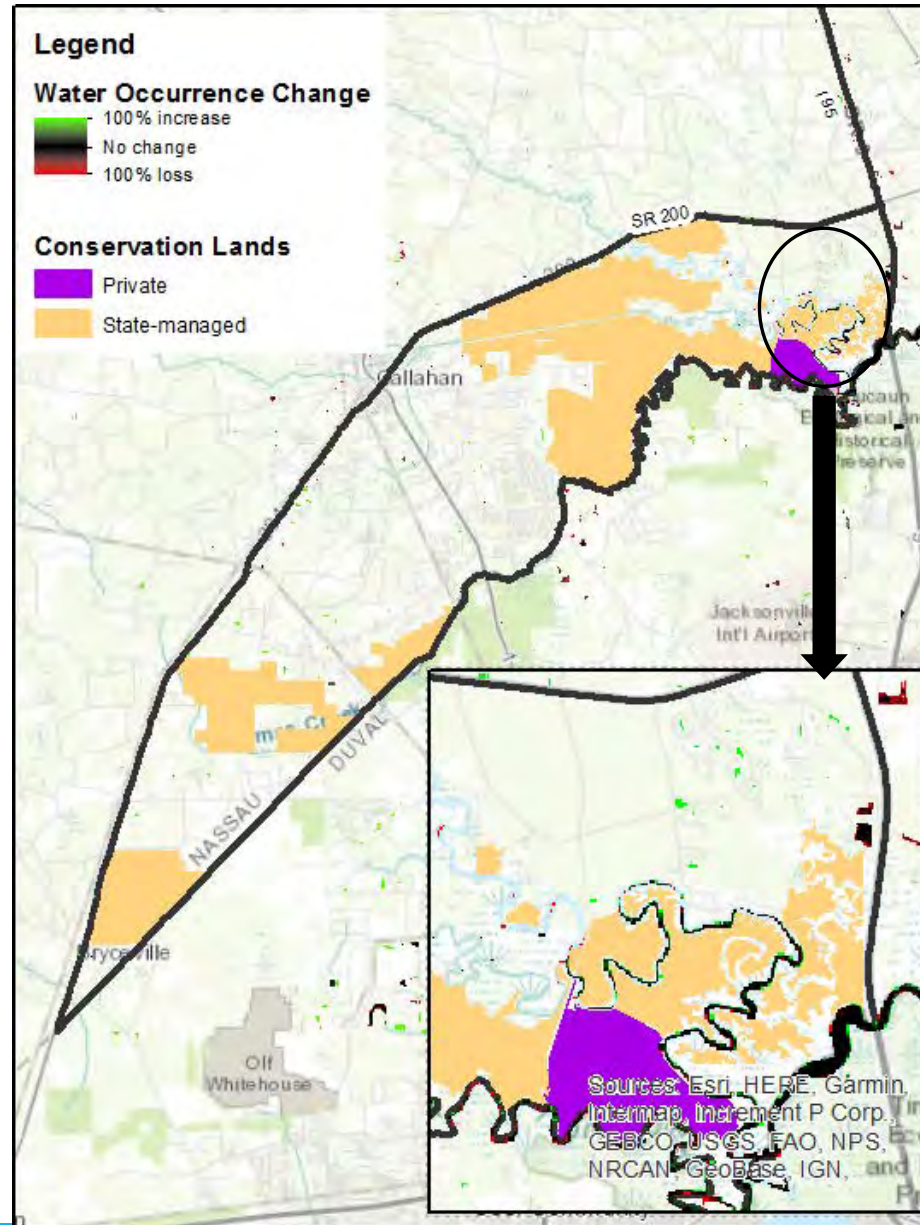 Legend
Water Occurrence Change
100% increase
No change
100% loss
Conservation Lands
Private
State-managed
I 95
SR 200
Callahan
Ecological an
Historical
Preserve
Jacksonville
Int'l Airport
DUVAL
NASSAU
Bryceville
Olf
Whitehouse
Sources: Esri, HERE, Garmin,
Intermap, increment P Corp.,
GEBCO, USGS, FAO, NPS,
NRCAN, GeoBase, IGN,
and